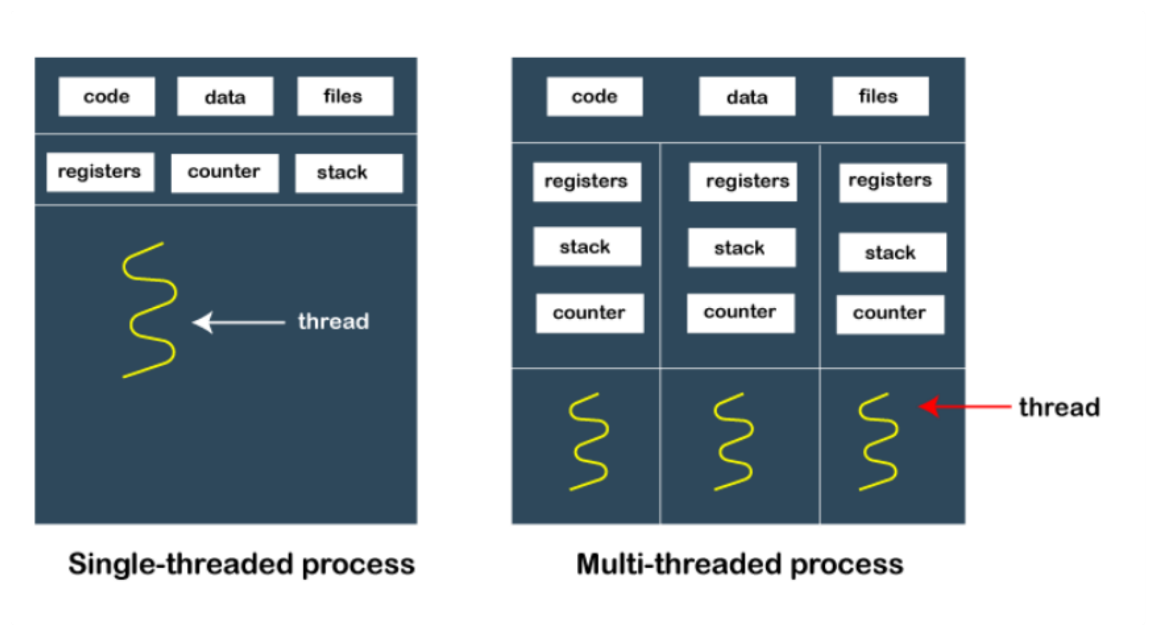 code data files
registers counter stack
thread
Single-threaded process
code data files
registers registers registers
stack stack stack
counter counter counter
thread
Multi-threaded process